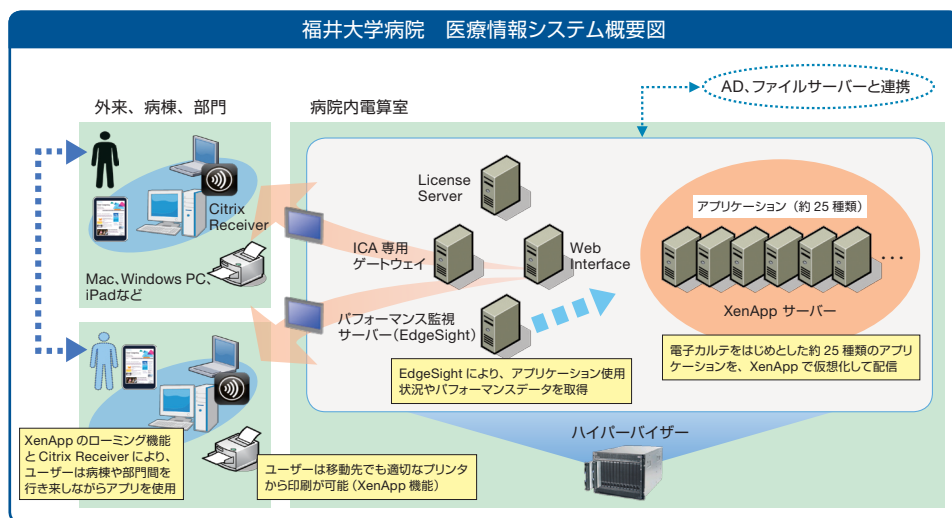 福井大学病院　医療情報システム概要図
AD、ファイルサーバーと連携
外来、病棟、部門
病院内電算室
Citrix
Receiver
Mac、Windows PC、
iPadなど
License
Server
ICA 専用
ゲートウェイ
Web
Interface
パフォーマンス監視
サーバー（EdgeSight）
アプリケーション（約 25 種類）
…
XenApp サーバー
EdgeSight により、アプリケーション使用
状況やパフォーマンスデータを取得
電子カルテをはじめとした約 25 種類のアプリ
ケーションを、XenApp で仮想化して配信
ハイパーバイザー
XenApp のローミング機能
と Citrix Receiver により、
ユーザーは病棟や部門間を
行き来しながらアプリを使用
ユーザーは移動先でも適切なプリンタ
から印刷が可能（XenApp 機能）